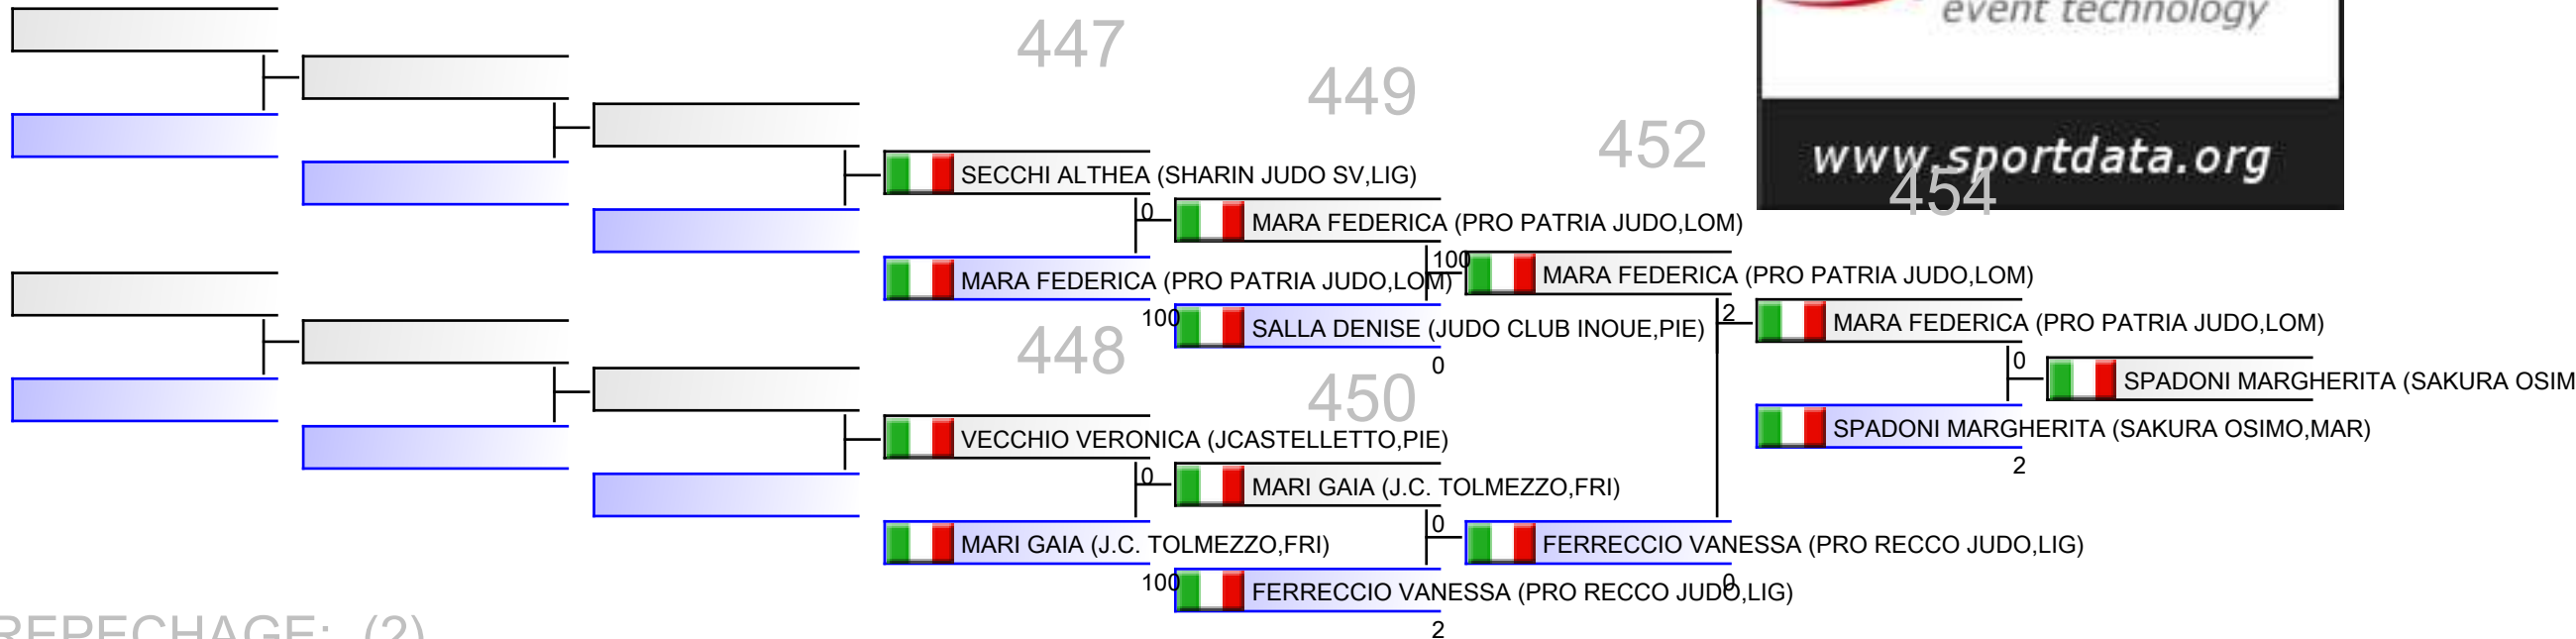 event technology
447
449
452
www.sportdata.org
454
SECCHI ALTHEA (SHARIN JUDO SV,LIG)
0
MARA FEDERICA (PRO PATRIA JUDO,LOM)
100
MARA FEDERICA (PRO PATRIA JUDO,LOM)
MARA FEDERICA (PRO PATRIA JUDO,LOM)
100
SALLA DENISE (JUDO CLUB INOUE,PIE)
2
MARA FEDERICA (PRO PATRIA JUDO,LOM)
448
0
0
SPADONI MARGHERITA (SAKURA OSIM
450
SPADONI MARGHERITA (SAKURA OSIMO,MAR)
VECCHIO VERONICA (JCASTELLETTO,PIE)
2
0
MARI GAIA (J.C. TOLMEZZO,FRI)
0
MARI GAIA (J.C. TOLMEZZO,FRI)
FERRECCIO VANESSA (PRO RECCO JUDO,LIG)
100
FERRECCIO VANESSA (PRO RECCO JUDO,LIG)
0
2
REPECHAGE: (2)